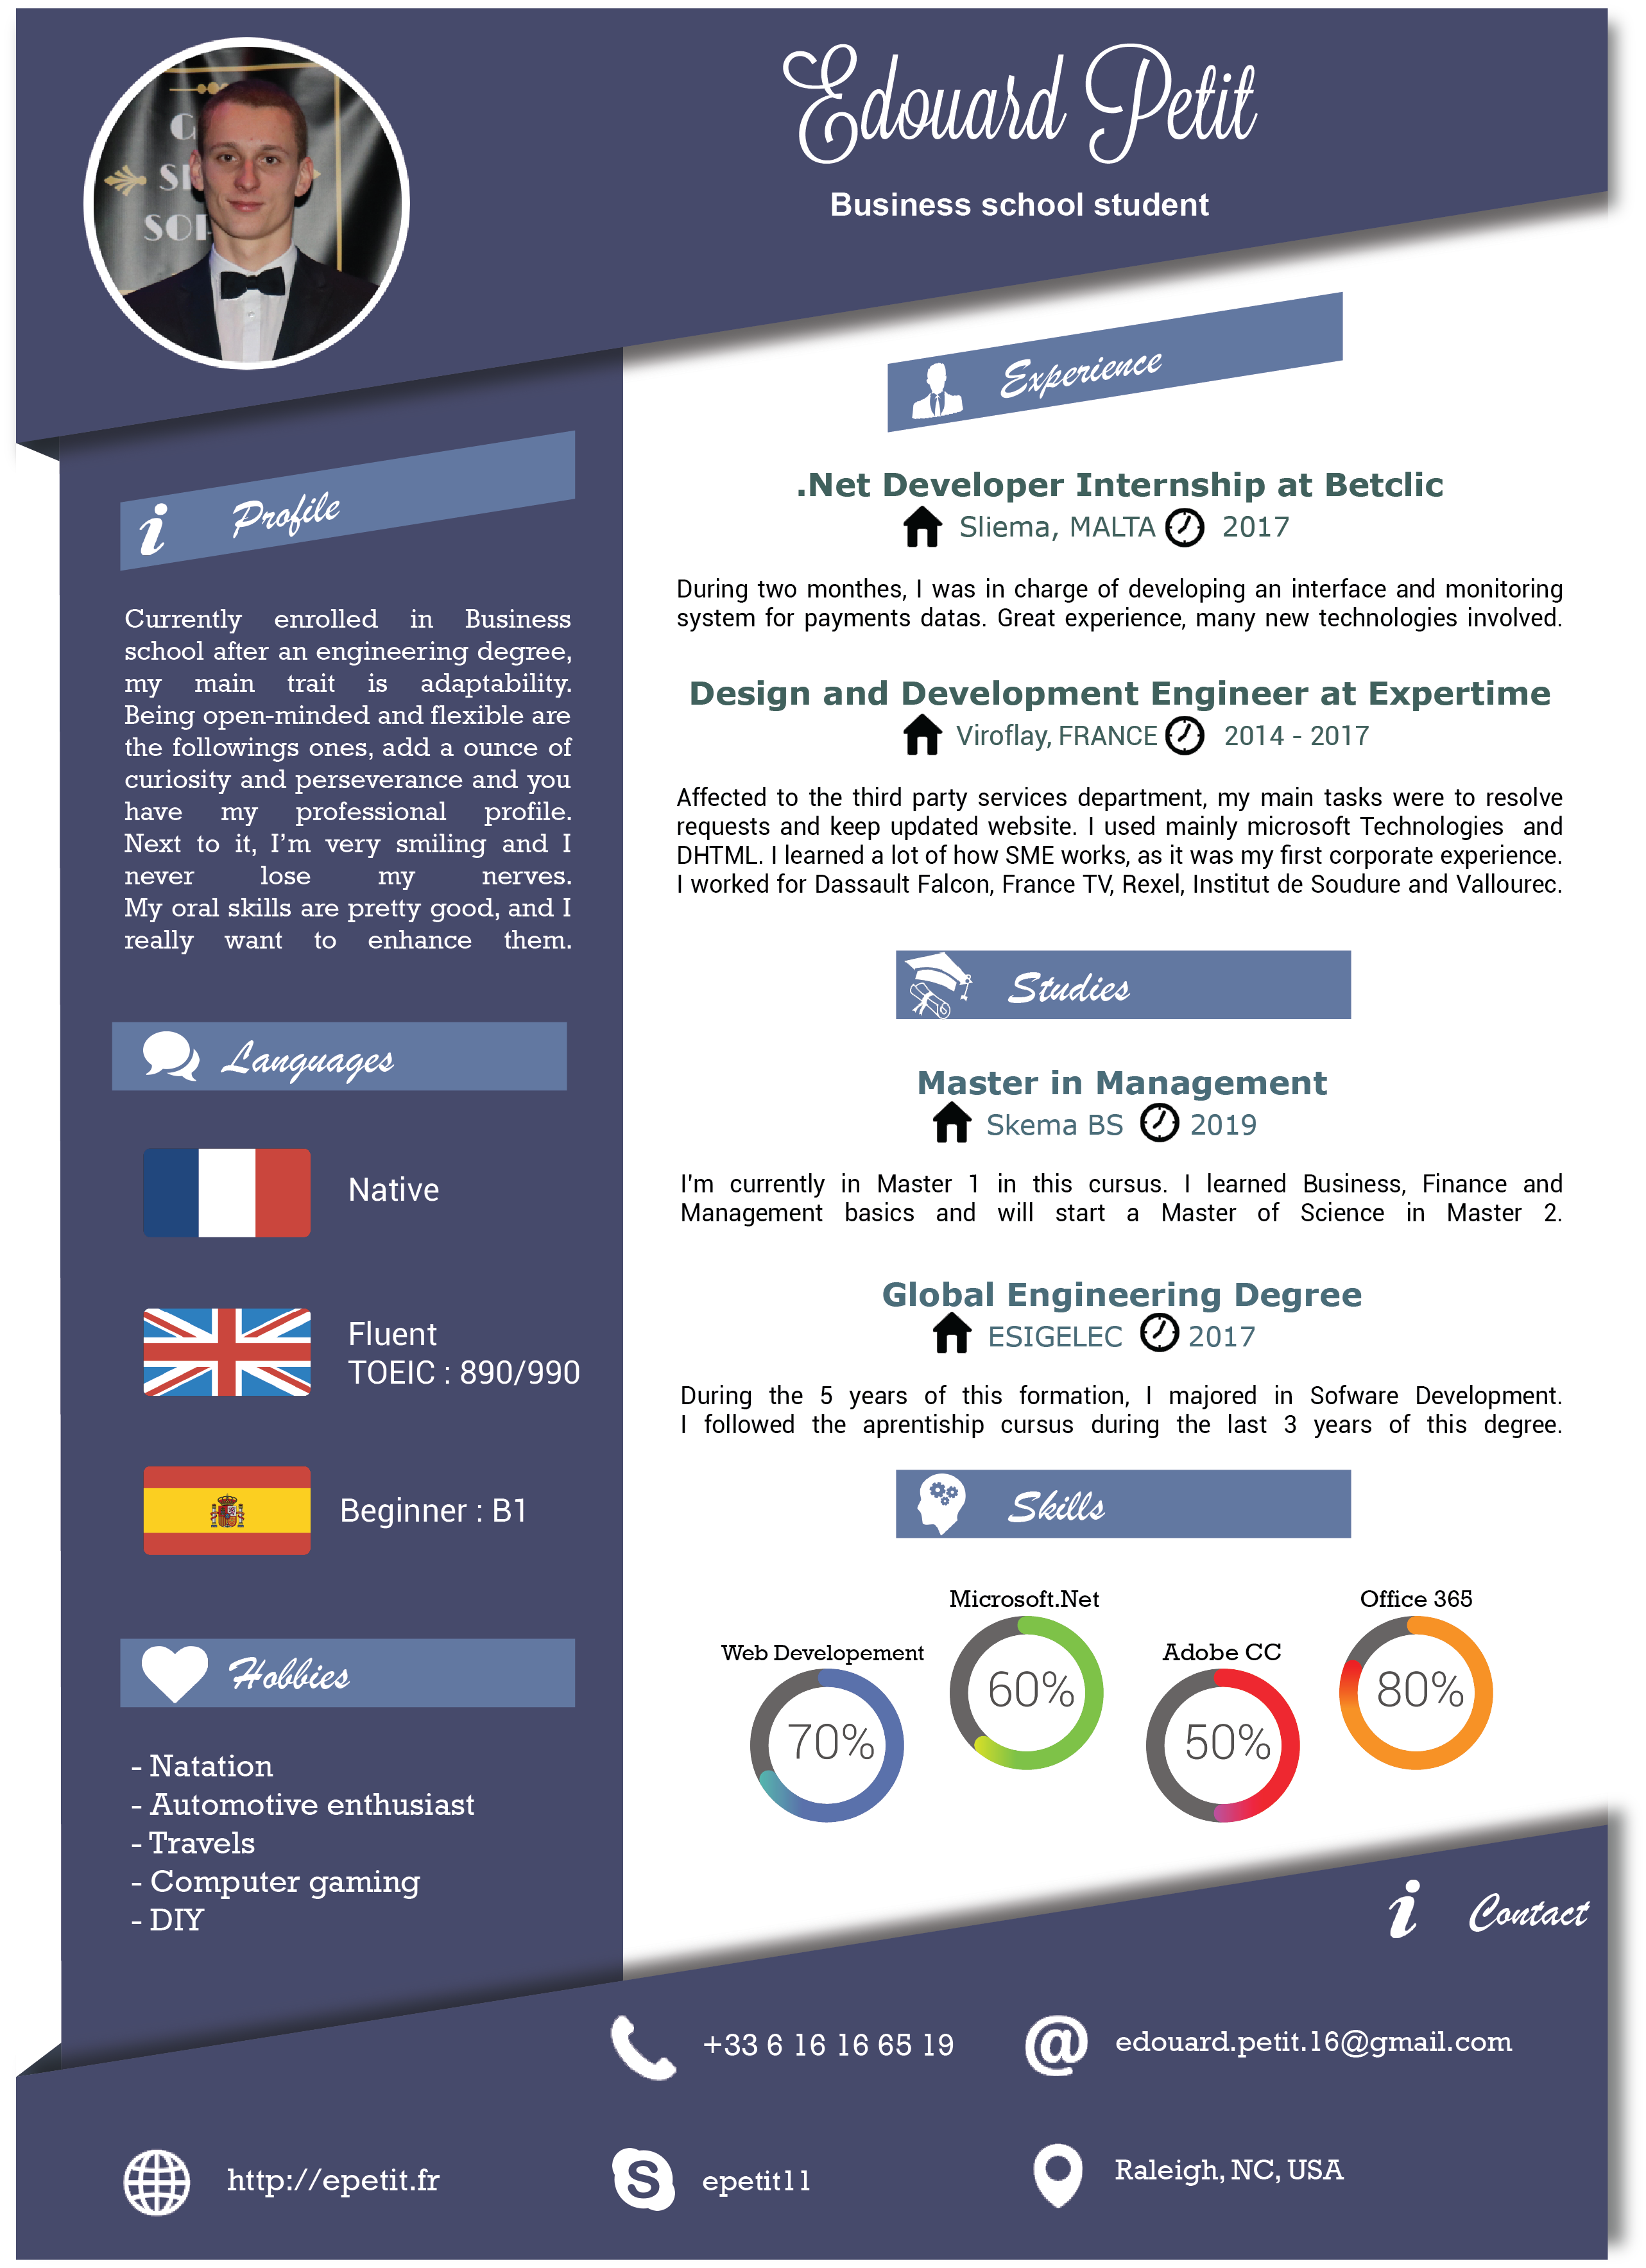 Edouard Petit
Business school student
Profile
Currently enrolled in Business
school after an engineering degree,
my main trait is adaptability.
Being open-minded and flexible are
the followings ones, add a ounce of
curiosity and perseverance and you
have my professional profile.
Next to it, I'm very smiling and I
never lose my nerves.
My oral skills are pretty good, and I
really want to enhance them.
Languages
Native
Fluent
TOEIC : 890/990
Beginner : B1
Hobbies
- Natation
- Automotive enthusiast
- Travels
- Computer gaming
- DIY
Experience
.Net Developer Internship at Betclic
Sliema, MALTA 2017
During two monthes, I was in charge of developing an interface and monitoring
system for payments datas. Great experience, many new technologies involved.
Design and Development Engineer at Expertime
Viroflay, FRANCE 2014 - 2017
Affected to the third party services department, my main tasks were to resolve
requests and keep updated website. I used mainly microsoft Technologies and
DHTML. I learned a lot of how SME works, as it was my first corporate experience.
I worked for Dassault Falcon, France TV, Rexel, Institut de Soudure and Vallourec.
Studies
Master in Management
Skema BS 2019
I'm currently in Master 1 in this cursus. I learned Business, Finance and
Management basics and will start a Master of Science in Master 2.
Global Engineering Degree
ESIGELEC 2017
During the 5 years of this formation, I majored in Sofware Development.
I followed the aprentiship cursus during the last 3 years of this degree.
Skills
Web Developement
70%
Microsoft.Net
60%
Adobe CC
50%
Office 365
80%
Contact
+33 6 16 16 65 19
edouard.petit.16@gmail.com
http://epetit.fr
epetit11
Raleigh, NC, USA